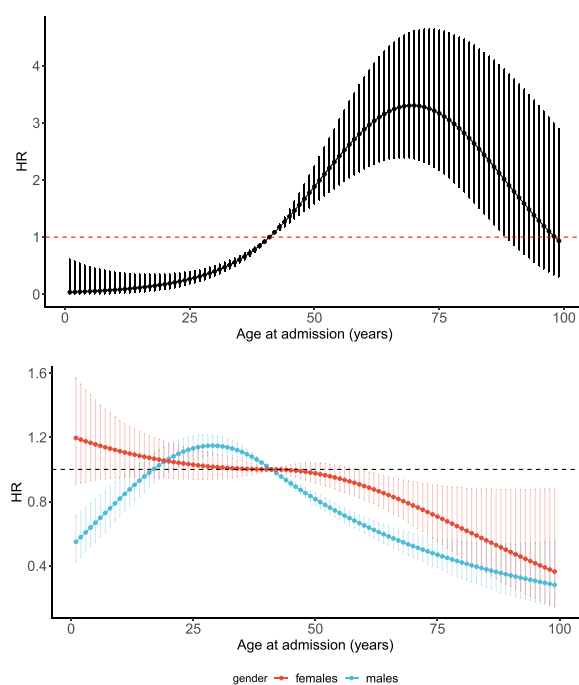 4
3
2
1
0
HR
0 25 50 75 100
Age at admission (years)
1.6
1.2
0.8
0.4
HR
0 25 50 75 100
Age at admission (years)
gender females males